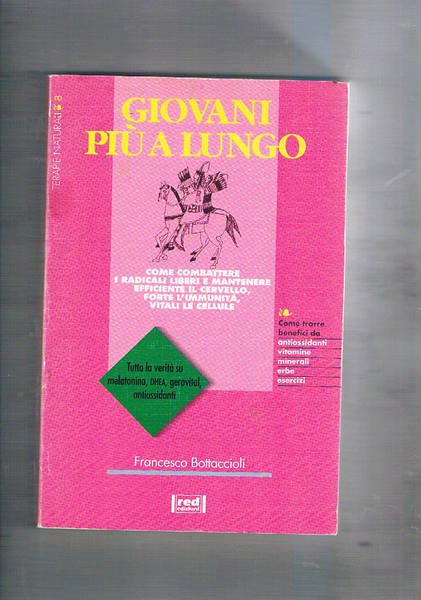 TERAPIE NATURALI 8
GIOVANI
PIÙ A LUNGO
COME COMBATTERE
I RADICALI LIBERI E MANTENERE
EFFICIENTE IL CERVELLO,
FORTE L'IMMUNITÀ,
VITALI LE CELLULE
Come trarre
benefici da
antiossidanti
vitamine
minerali
erbe
esercizi
Tutta la verità su
melatonina, DHEA, gerovital,
antiossidanti
Francesco Bottaccioli
red
edizioni